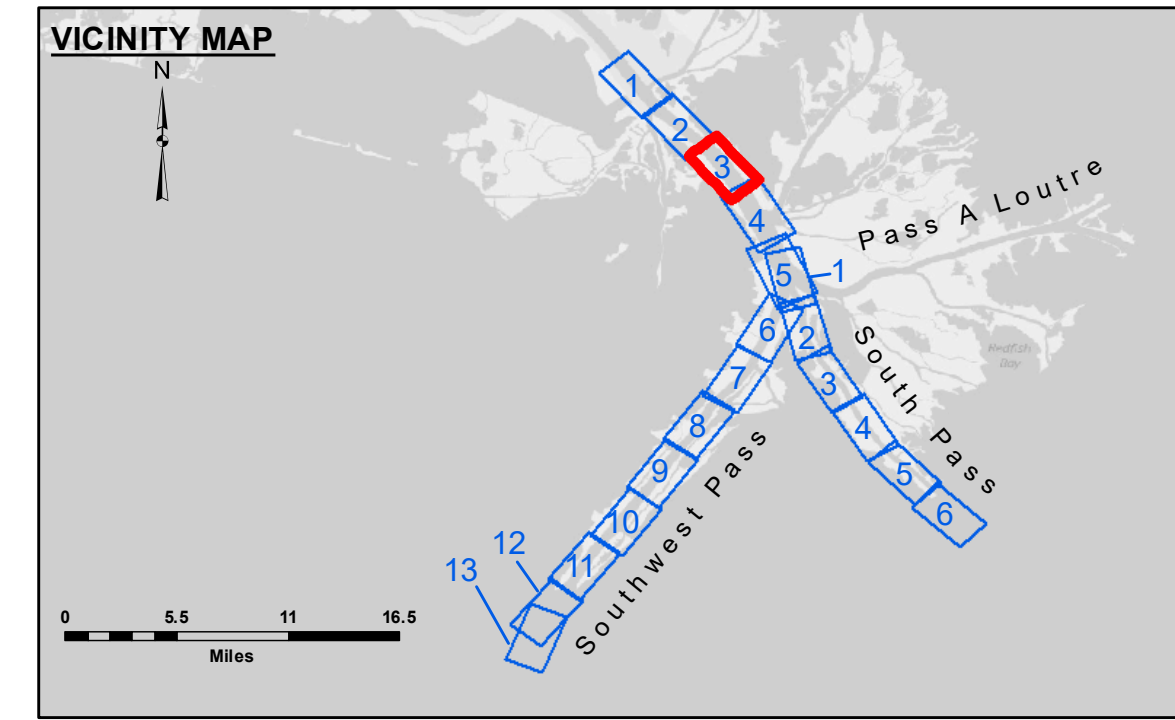 VICINITY MAP
N
1
2
3
4
5
1
Pass A Loutre
6
2
Redfish
Bay
South Pass
7
3
8
4
9
5
10
6
11
12
13
Southwest Pass
0 5.5 11 16.5
Miles